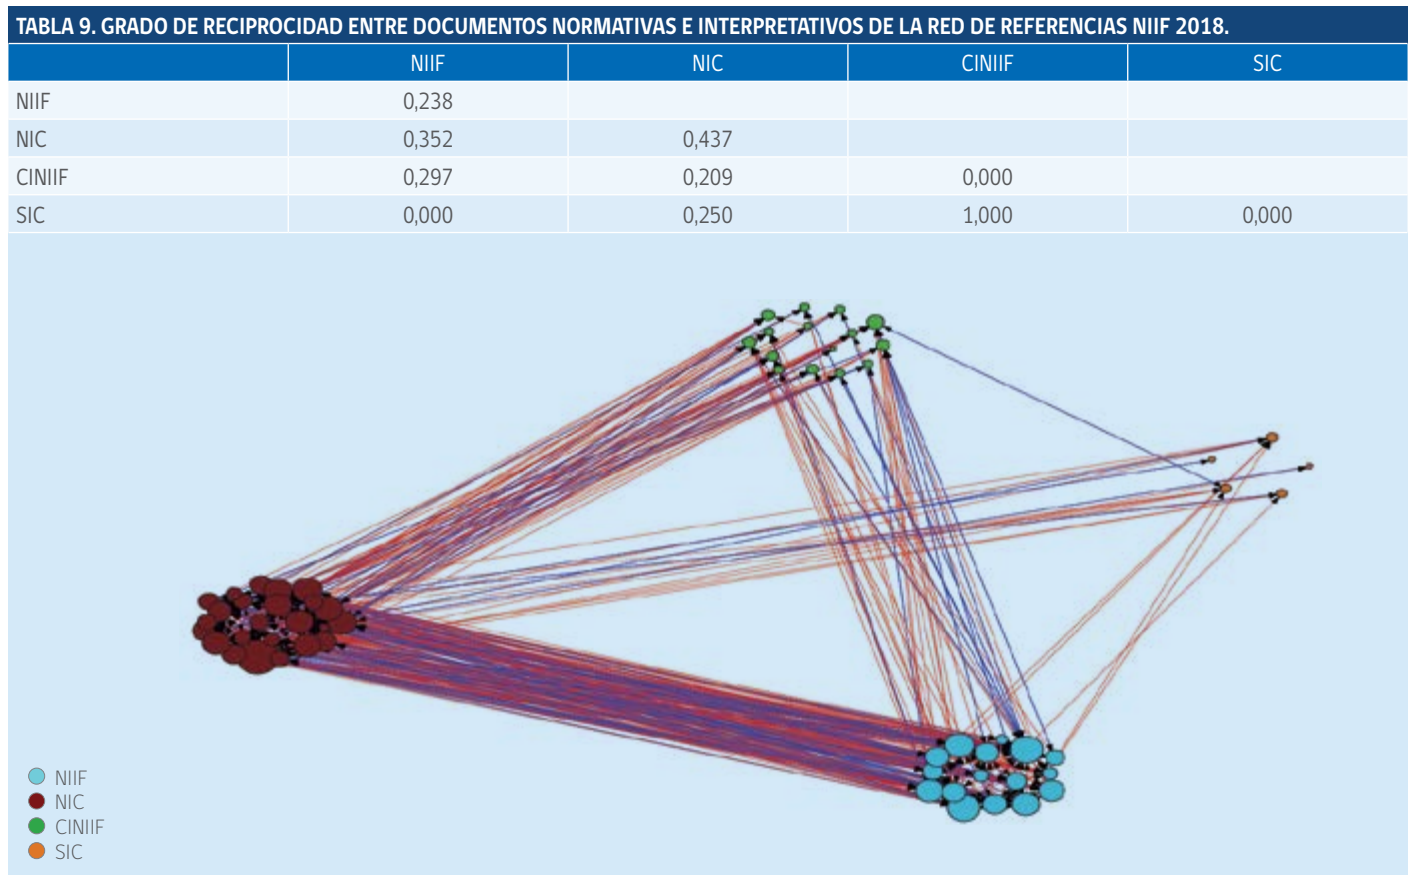 TABLA 9. GRADO DE RECIPROCIDAD ENTRE DOCUMENTOS NORMATIVAS E INTERPRETATIVOS DE LA RED DE REFERENCIAS NIIF 2018.
NIIF NIC CINIIF SIC
NIIF 0,238
NIC 0,352 0,437
CINIIF 0,297 0,209 0,000
SIC 0,000 0,250 1,000 0,000
NIIF
NIC
CINIIF
SIC